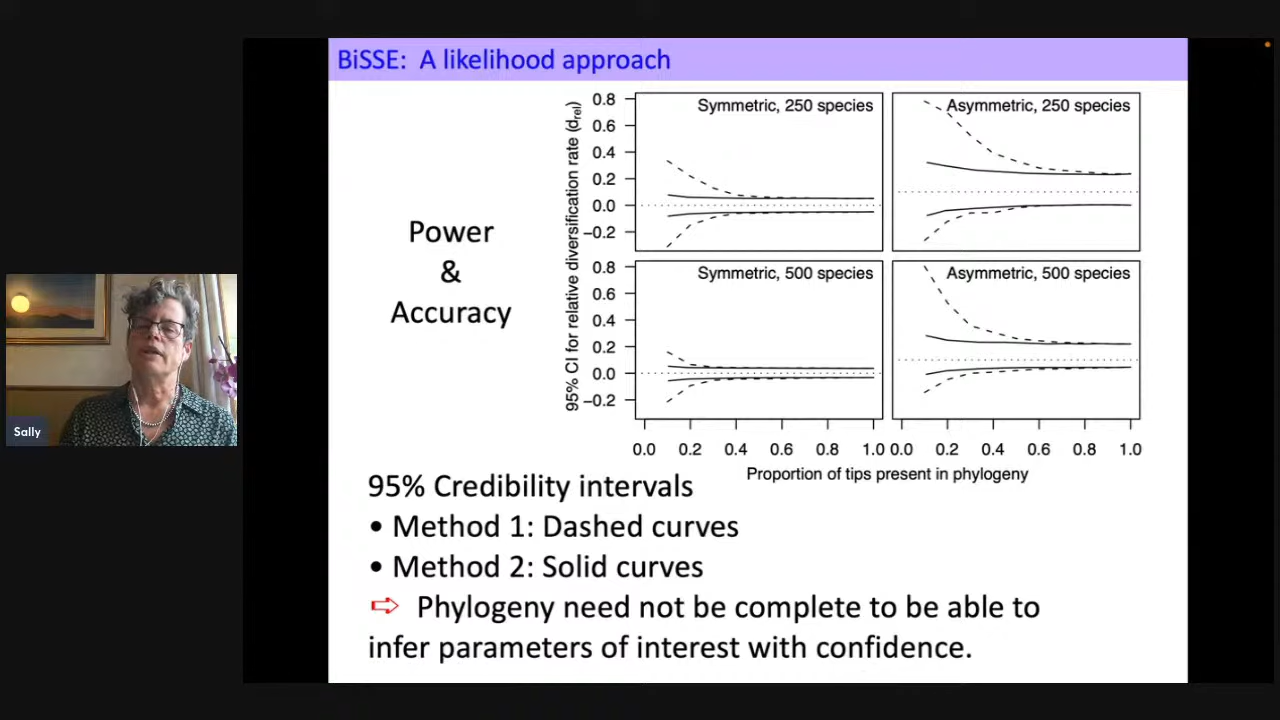 BiSSE: A likelihood approach
Power
&
Accuracy
95% CI for relative diversification rate (drel)
0.8
0.6
0.4
0.2
0.0
−0.2
Symmetric, 250 species
Asymmetric, 250 species
0.8
0.6
0.4
0.2
0.0
−0.2
Symmetric, 500 species
Asymmetric, 500 species
0.0 0.2 0.4 0.6 0.8 1.0 0.0 0.2 0.4 0.6 0.8 1.0
Proportion of tips present in phylogeny
Sally
95% Credibility intervals
• Method 1: Dashed curves
• Method 2: Solid curves
⇨ Phylogeny need not be complete to be able to
infer parameters of interest with confidence.